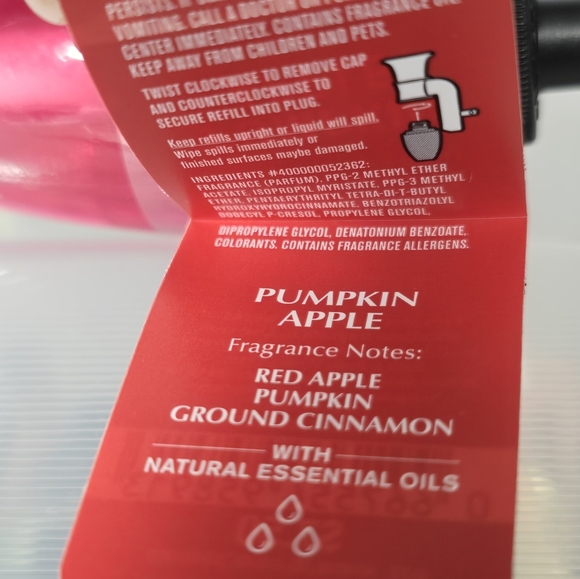 VOMITING, CALL A DOCTOR OR
CENTER IMMEDIATELY. CONTAINS FRAGRANCE OIL.
KEEP AWAY FROM CHILDREN AND PETS.
TWIST CLOCKWISE TO REMOVE CAP
AND COUNTERCLOCKWISE TO
SECURE REFILL INTO PLUG.
Keep refills upright or liquid will spill.
Wipe spills immediately or
finished surfaces maybe damaged.
INGREDIENTS #400000052362:
FRAGRANCE (PARFUM), PPG-2 METHYL ETHER
ACETATE, ISOPROPYL MYRISTATE, PPG-3 METHYL
ETHER, PENTAERYTHRITYL TETRA-DI-T-BUTYL
HYDROXYHYDROCINNAMATE, BENZOTRIAZOLYL
DODECYL P-CRESOL, PROPYLENE GLYCOL,
DIPROPYLENE GLYCOL, DENATONIUM BENZOATE,
COLORANTS. CONTAINS FRAGRANCE ALLERGENS.
PUMPKIN
APPLE
Fragrance Notes:
RED APPLE
PUMPKIN
GROUND CINNAMON
WITH
NATURAL ESSENTIAL OILS